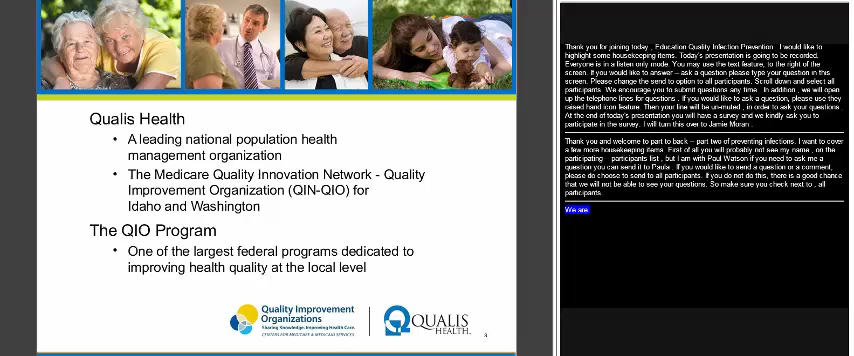 Qualis Health
• A leading national population health
management organization
• The Medicare Quality Innovation Network - Quality
Improvement Organization (QIN-QIO) for
Idaho and Washington
The QIO Program
• One of the largest federal programs dedicated to
improving health quality at the local level
Quality Improvement
Organizations
Sharing Knowledge. Improving Health Care.
CENTERS FOR MEDICARE & MEDICAID SERVICES
QUALIS
HEALTH
3
Thank you for joining today , Education Quality Infection Prevention . I would like to
highlight some housekeeping items. Today's presentation is going to be recorded.
Everyone is in a listen only mode. You may use the text feature, to the right of the
screen. If you would like to answer – ask a question please type your question in this
screen. Please change the send to option to all participants. Scroll down and select all
participants. We encourage you to submit questions any time . In addition , we will open
up the telephone lines for questions . If you would like to ask a question, please use they
raised hand icon feature. Then your line will be un-muted , in order to ask your questions .
At the end of today's presentation you will have a survey and we kindly ask you to
participate in the survey. I will turn this over to Jamie Moran .
Thank you and welcome to part to back – part two of preventing infections. I want to cover
a few more housekeeping items. First of all you will probably not see my name , on the
participating – participants list , but I am with Paul Watson if you need to ask me a
question you can send it to Paula . If you would like to send a question or a comment,
please do choose to send to all participants. If you do not do this, there is a good chance
that we will not be able to see your questions. So make sure you check next to , all
participants.
We are